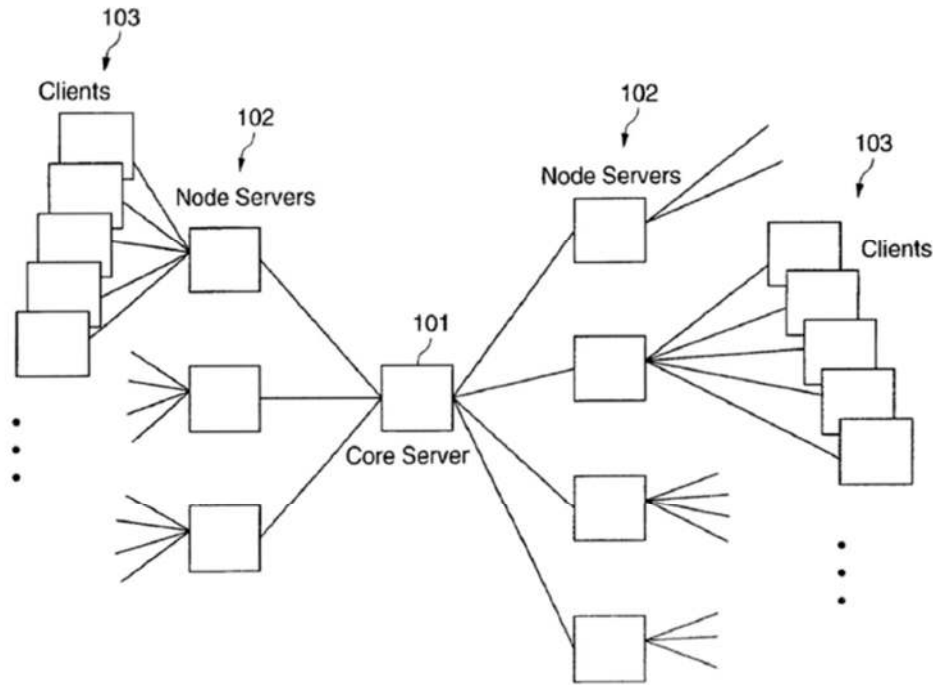 103
Clients
102
Node Servers
102
Node Servers
103
Clients
101
Core Server